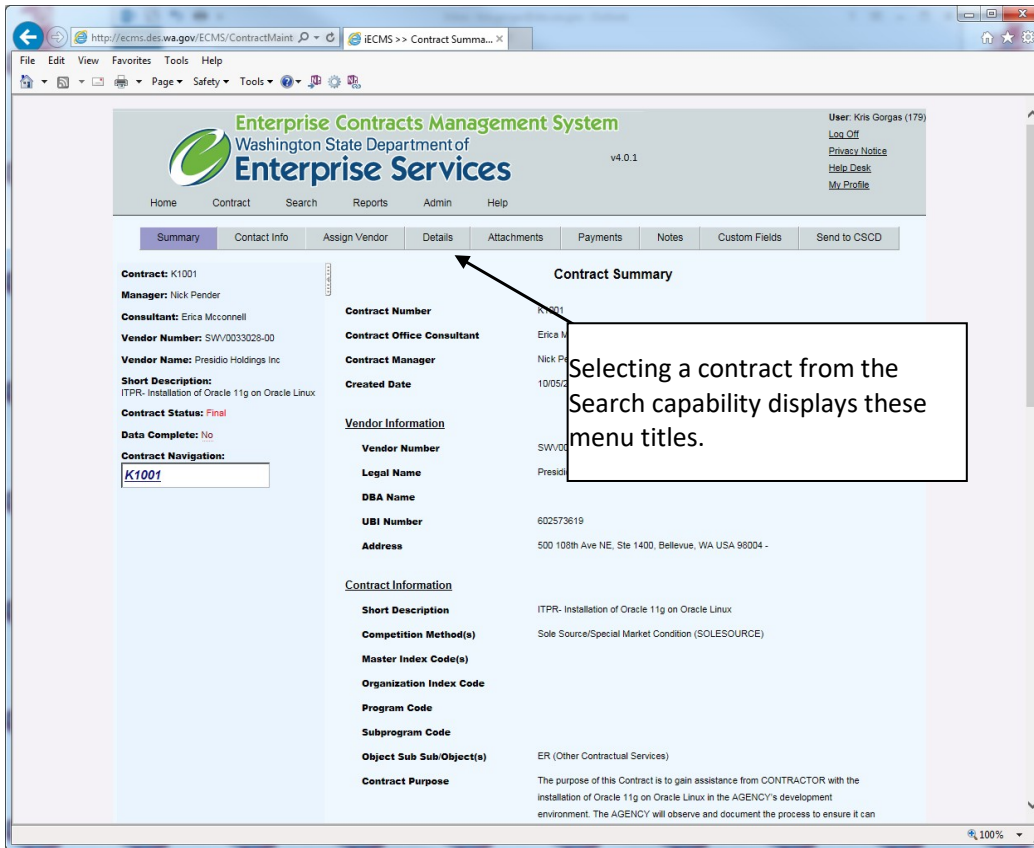 http://ecms.des.wa.gov/ECMS/ContractMaint
iECMS >> Contract Summa... ×
File Edit View Favorites Tools Help
Page Safety Tools
Enterprise Contracts Management System
Washington State Department of
Enterprise Services
v4.0.1
User: Kris Gorgas (179)
Log Off
Privacy Notice
Help Desk
My Profile
Home Contract Search Reports Admin Help
Summary Contact Info Assign Vendor Details Attachments Payments Notes Custom Fields Send to CSCD
Contract: K1001
Manager: Nick Pender
Consultant: Erica Mcconnell
Vendor Number: SWV0033028-00
Vendor Name: Presidio Holdings Inc
Short Description:
ITPR- Installation of Oracle 11g on Oracle Linux
Contract Status: Final
Data Complete: No
Contract Navigation:
K1001
Contract Summary
Contract Number K1001
Contract Office Consultant Erica
Contract Manager Nick
Created Date 10/05/
Selecting a contract from the
Search capability displays these
menu titles.
Vendor Information
Vendor Number
Legal Name
DBA Name
UBI Number 602573619
Address 500 108th Ave NE, Ste 1400, Bellevue, WA USA 98004 -
Contract Information
Short Description ITPR- Installation of Oracle 11g on Oracle Linux
Competition Method(s) Sole Source/Special Market Condition (SOLESOURCE)
Master Index Code(s)
Organization Index Code
Program Code
Subprogram Code
Object Sub Sub/Object(s) ER (Other Contractual Services)
Contract Purpose The purpose of this Contract is to gain assistance from CONTRACTOR with the
installation of Oracle 11g on Oracle Linux in the AGENCY's development
environment. The AGENCY will observe and document the process to ensure it can
100%